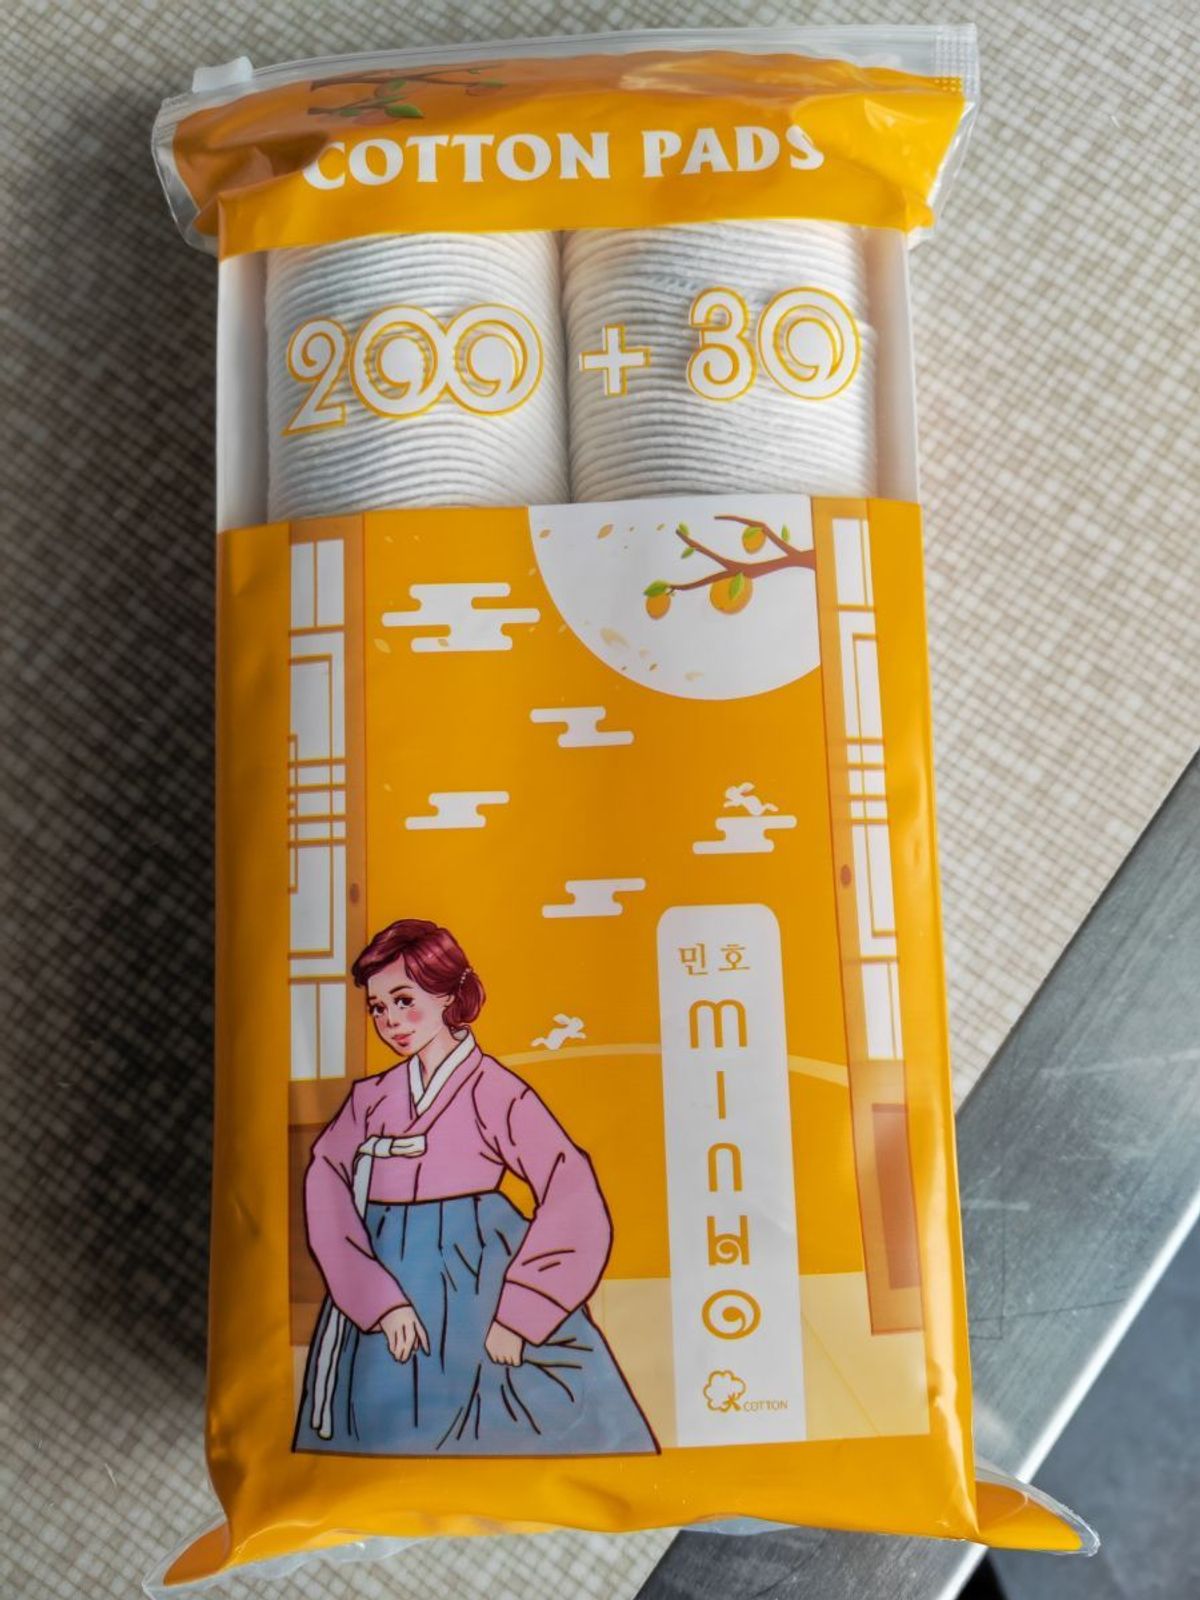 COTTON PADS
200 + 30
민호
minho
COTTON